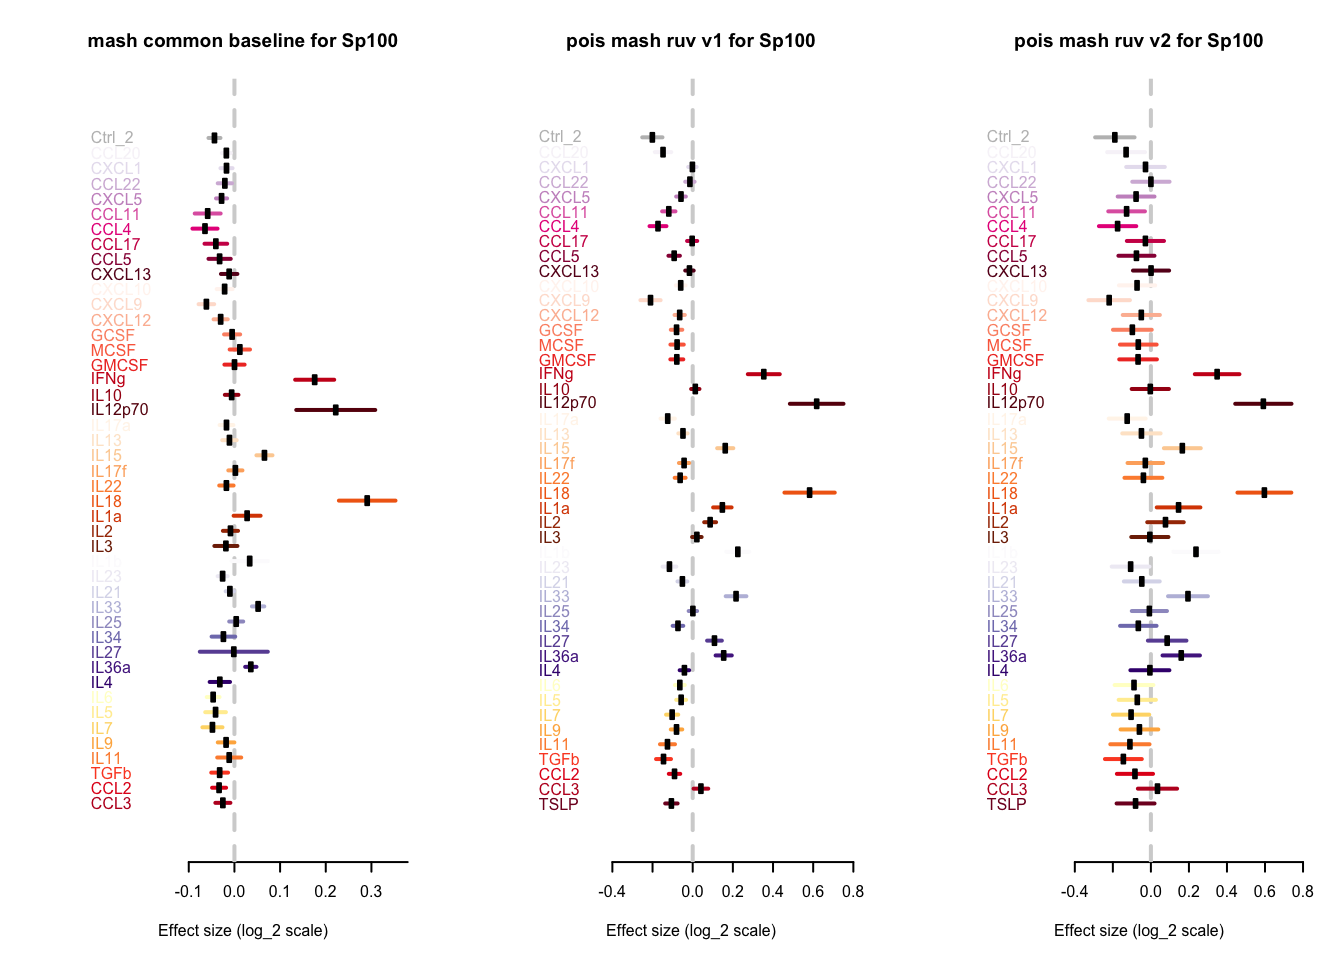 mash common baseline for Sp100
Ctrl_2
CCL20
CXCL1
CCL22
CXCL5
CCL11
CCL4
CCL17
CCL5
CXCL13
CXCL10
CXCL9
CXCL12
GCSF
MCSF
GMCSF
IFNg
IL10
IL12p70
IL17a
IL13
IL15
IL17f
IL22
IL18
IL1a
IL2
IL3
IL23
IL21
IL33
IL25
IL34
IL27
IL36a
IL4
IL5
IL7
IL9
IL11
TGFb
CCL2
CCL3
-0.1 0.0 0.1 0.3
Effect size (log_2 scale)
pois mash ruv v1 for Sp100
Ctrl_2
CCL20
CXCL1
CCL22
CXCL5
CCL11
CCL4
CCL17
CCL5
CXCL13
CXCL10
CXCL9
CXCL12
GCSF
MCSF
GMCSF
IFNg
IL10
IL12p70
IL17a
IL13
IL15
IL17f
IL22
IL18
IL1a
IL2
IL3
IL23
IL21
IL33
IL25
IL34
IL27
IL36a
IL4
IL5
IL7
IL9
IL11
TGFb
CCL2
CCL3
TSLP
-0.4 0.0 0.2 0.4 0.6 0.8
Effect size (log_2 scale)
pois mash ruv v2 for Sp100
Ctrl_2
CCL20
CXCL1
CCL22
CXCL5
CCL11
CCL4
CCL17
CCL5
CXCL13
CXCL10
CXCL9
CXCL12
GCSF
MCSF
GMCSF
IFNg
IL10
IL12p70
IL17a
IL13
IL15
IL17f
IL22
IL18
IL1a
IL2
IL3
IL23
IL21
IL33
IL25
IL34
IL27
IL36a
IL4
IL5
IL7
IL9
IL11
TGFb
CCL2
CCL3
TSLP
-0.4 0.0 0.2 0.4 0.6 0.8
Effect size (log_2 scale)